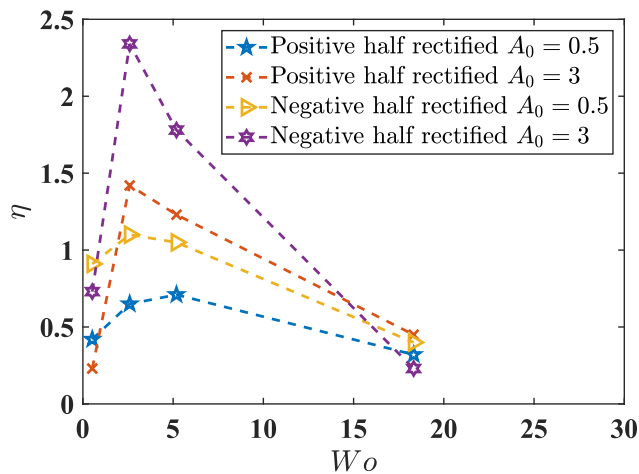 2.5
2
1.5
1
0.5
0
η
Positive half rectified A₀ = 0.5
Positive half rectified A₀ = 3
Negative half rectified A₀ = 0.5
Negative half rectified A₀ = 3
0 5 10 15 20 25 30
Wo